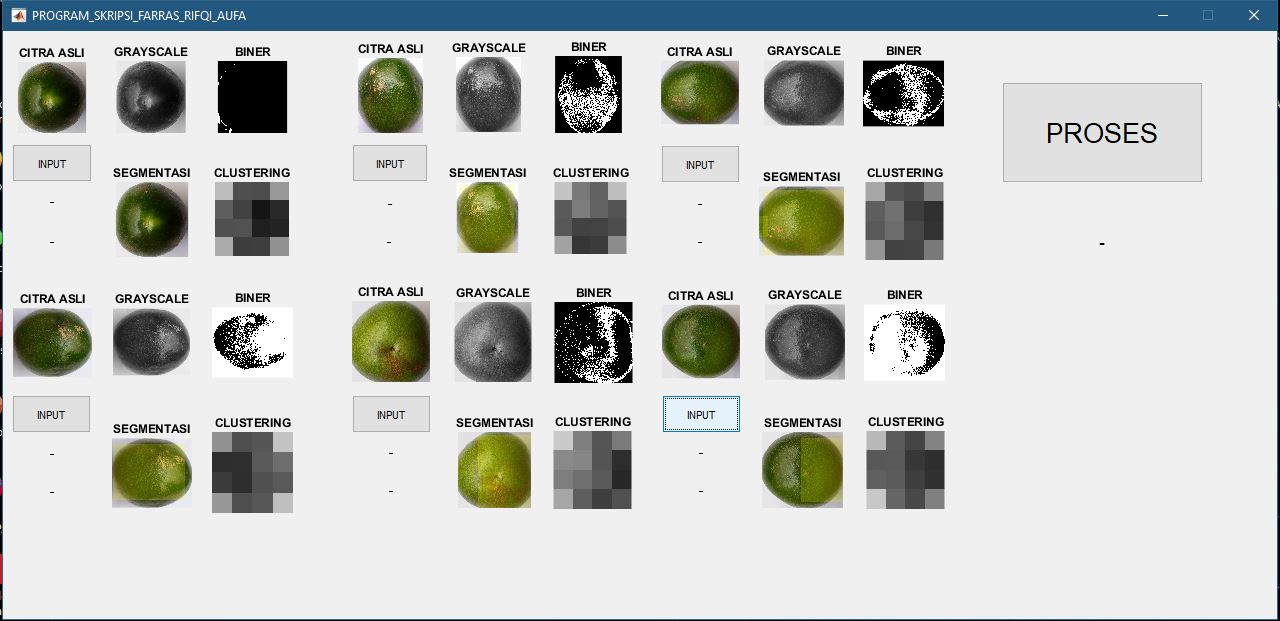 PROGRAM_SKRIPSI_FARRAS_RIFQI_AUFA
CITRA ASLI GRAYSCALE BINER
INPUT
SEGMENTASI CLUSTERING
-
-
CITRA ASLI GRAYSCALE BINER
INPUT
SEGMENTASI CLUSTERING
-
-
CITRA ASLI GRAYSCALE BINER
INPUT
SEGMENTASI CLUSTERING
-
-
PROSES
-
CITRA ASLI GRAYSCALE BINER
INPUT
SEGMENTASI CLUSTERING
-
-
CITRA ASLI GRAYSCALE BINER
INPUT
SEGMENTASI CLUSTERING
-
-
CITRA ASLI GRAYSCALE BINER
INPUT
SEGMENTASI CLUSTERING
-
-